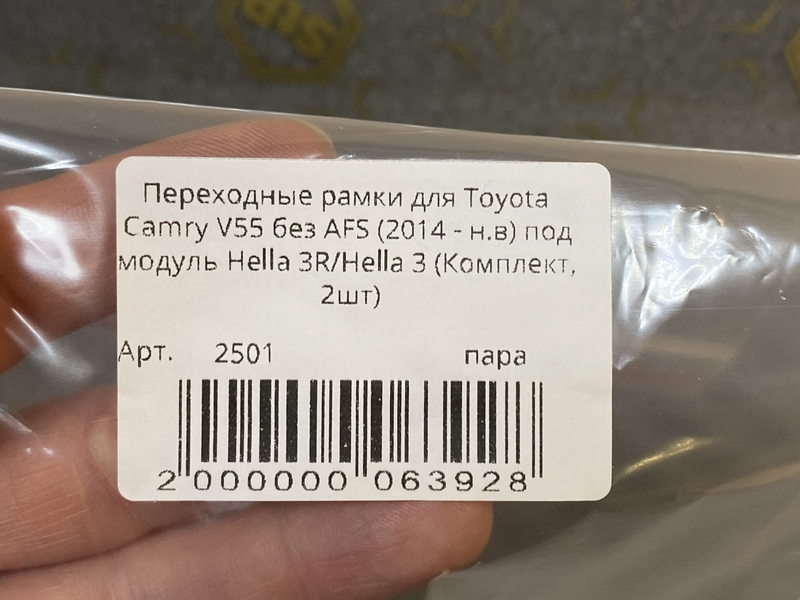 StP
Переходные рамки для Toyota
Camry V55 без AFS (2014 - н.в) под
модуль Hella 3R/Hella 3 (Комплект,
2шт)
Арт. 2501 пара
2 000000 063928